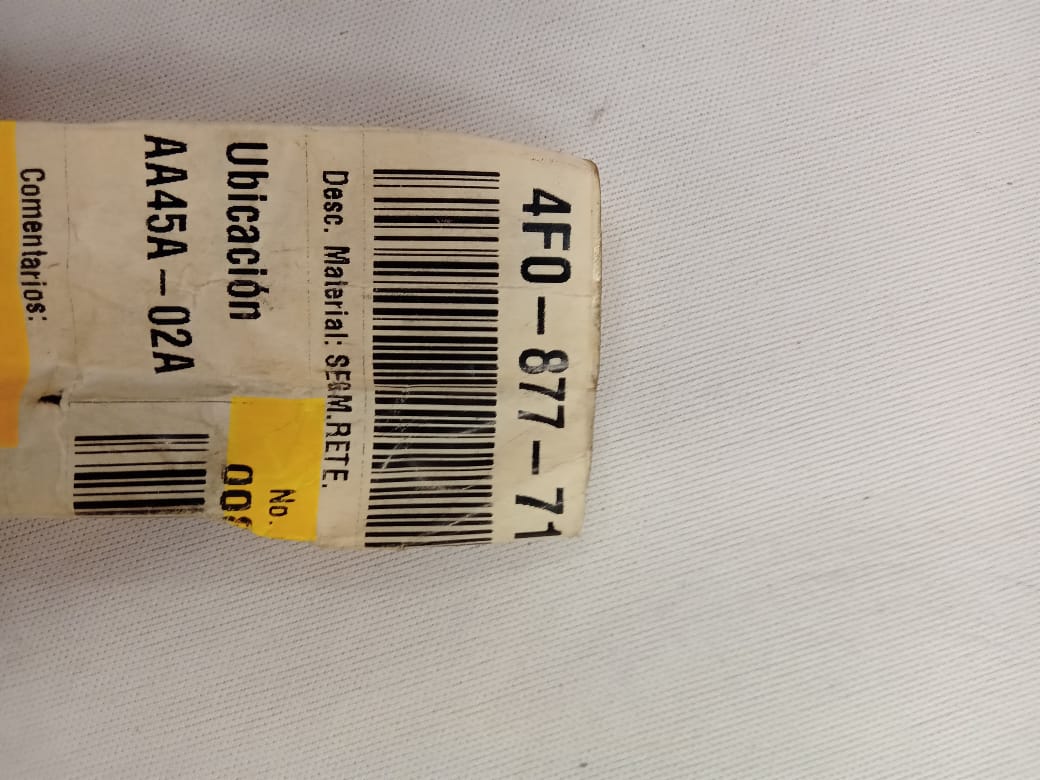 4F0-877-71
Desc. Material: SEGM.RETE.
Ubicación
No.
AA45A-02A
Comentarios: